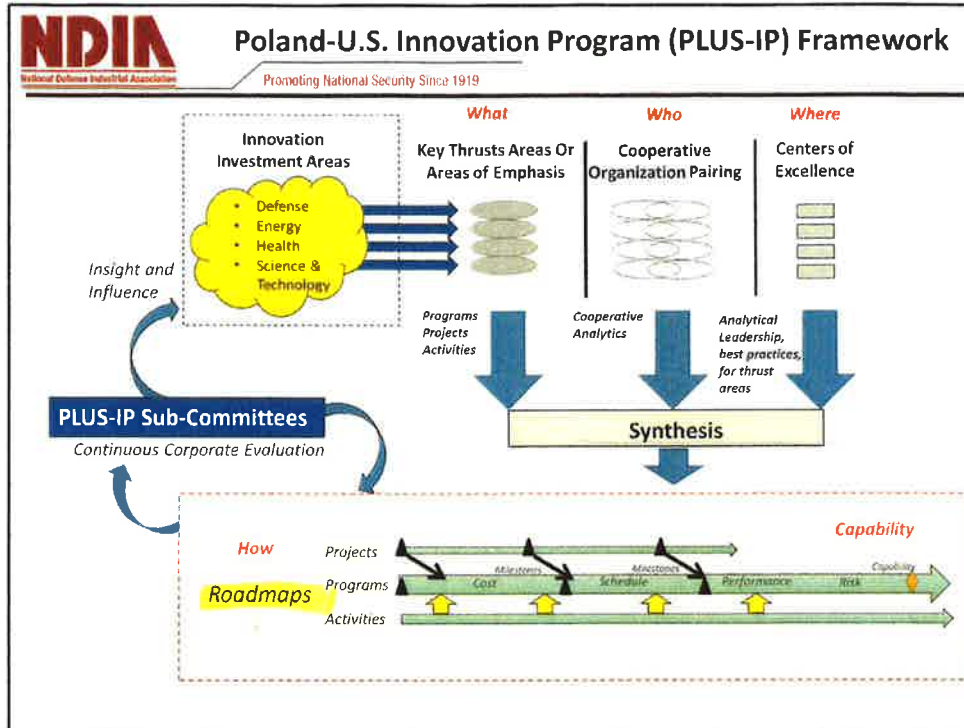 NDIA
National Defense Industrial Association
Poland-U.S. Innovation Program (PLUS-IP) Framework
Promoting National Security Since 1919
What
Who
Where
Innovation
Investment Areas
Key Thrusts Areas Or
Areas of Emphasis
Cooperative
Organization Pairing
Centers of
Excellence
• Defense
• Energy
• Health
• Science &
Technology
Insight and
Influence
Programs
Projects
Activities
Cooperative
Analytics
Analytical
Leadership,
best practices,
for thrust
areas
PLUS-IP Sub-Committees
Continuous Corporate Evaluation
Synthesis
How
Capability
Projects
Milestones
Milestones
Capability
Programs
Cost
Schedule
Performance
Risk
Roadmaps
Activities